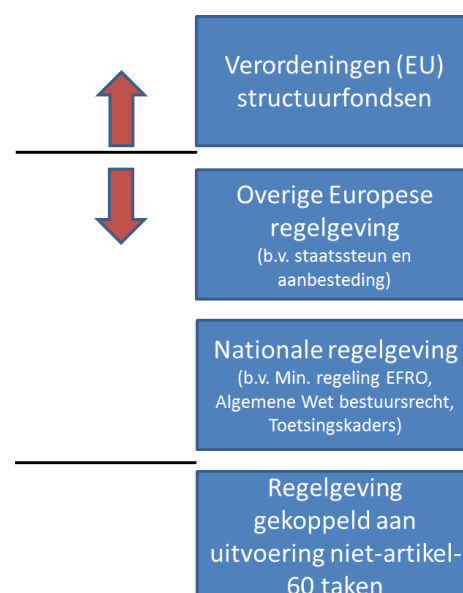 Verordeningen (EU)
structuurfondsen
Overige Europese
regelgeving
(b.v. staatssteun en
aanbesteding)
Nationale regelgeving
(b.v. Min. regeling EFRO,
Algemene Wet bestuursrecht,
Toetsingskaders)
Regelgeving
gekoppeld aan
uitvoering niet-artikel-
60 taken